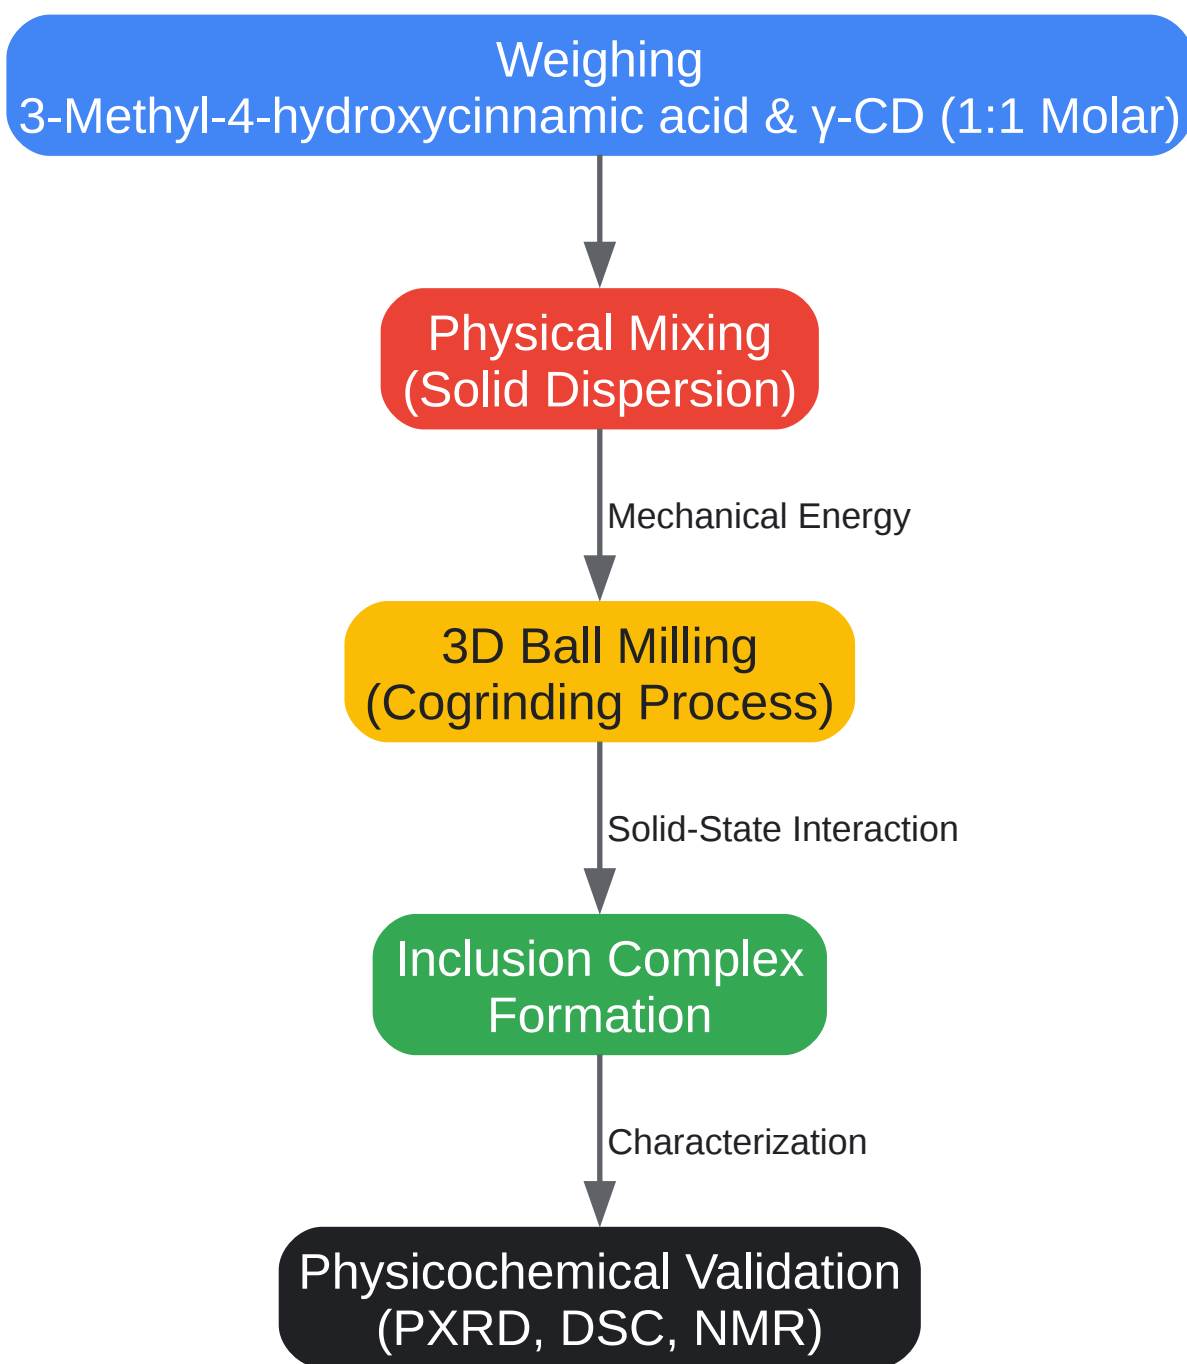 Weighing
3-Methyl-4-hydroxycinnamic acid & γ-CD (1:1 Molar)
Physical Mixing
(Solid Dispersion)
Mechanical Energy
3D Ball Milling
(Cogrinding Process)
Solid-State Interaction
Inclusion Complex
Formation
Characterization
Physicochemical Validation
(PXRD, DSC, NMR)